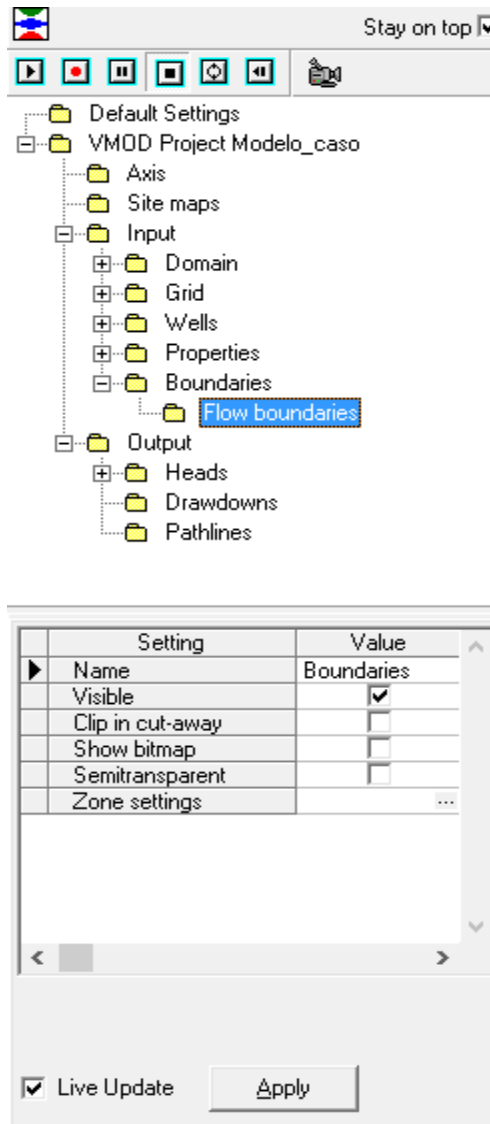 Stay on top
Default Settings
VMOD Project Modelo_caso
Axis
Site maps
Input
Domain
Grid
Wells
Properties
Boundaries
Flow boundaries
Output
Heads
Drawdowns
Pathlines
Setting Value
Name Boundaries
Visible
Clip in cut-away
Show bitmap
Semitransparent
Zone settings ...
Live Update Apply